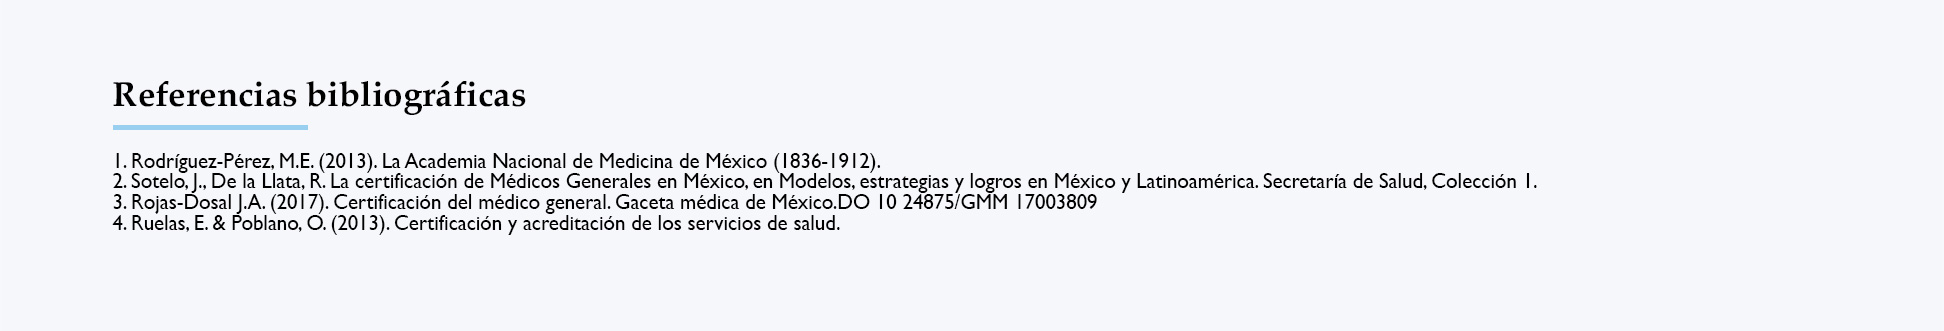 Referencias bibliográficas
1. Rodríguez-Pérez, M.E. (2013). La Academia Nacional de Medicina de México (1836-1912).
2. Sotelo, J., De la Llata, R. La certificación de Médicos Generales en México, en Modelos, estrategias y logros en México y Latinoamérica. Secretaría de Salud, Colección 1.
3. Rojas-Dosal J.A. (2017). Certificación del médico general. Gaceta médica de México.DO 10 24875/GMM 17003809
4. Ruelas, E. & Poblano, O. (2013). Certificación y acreditación de los servicios de salud.